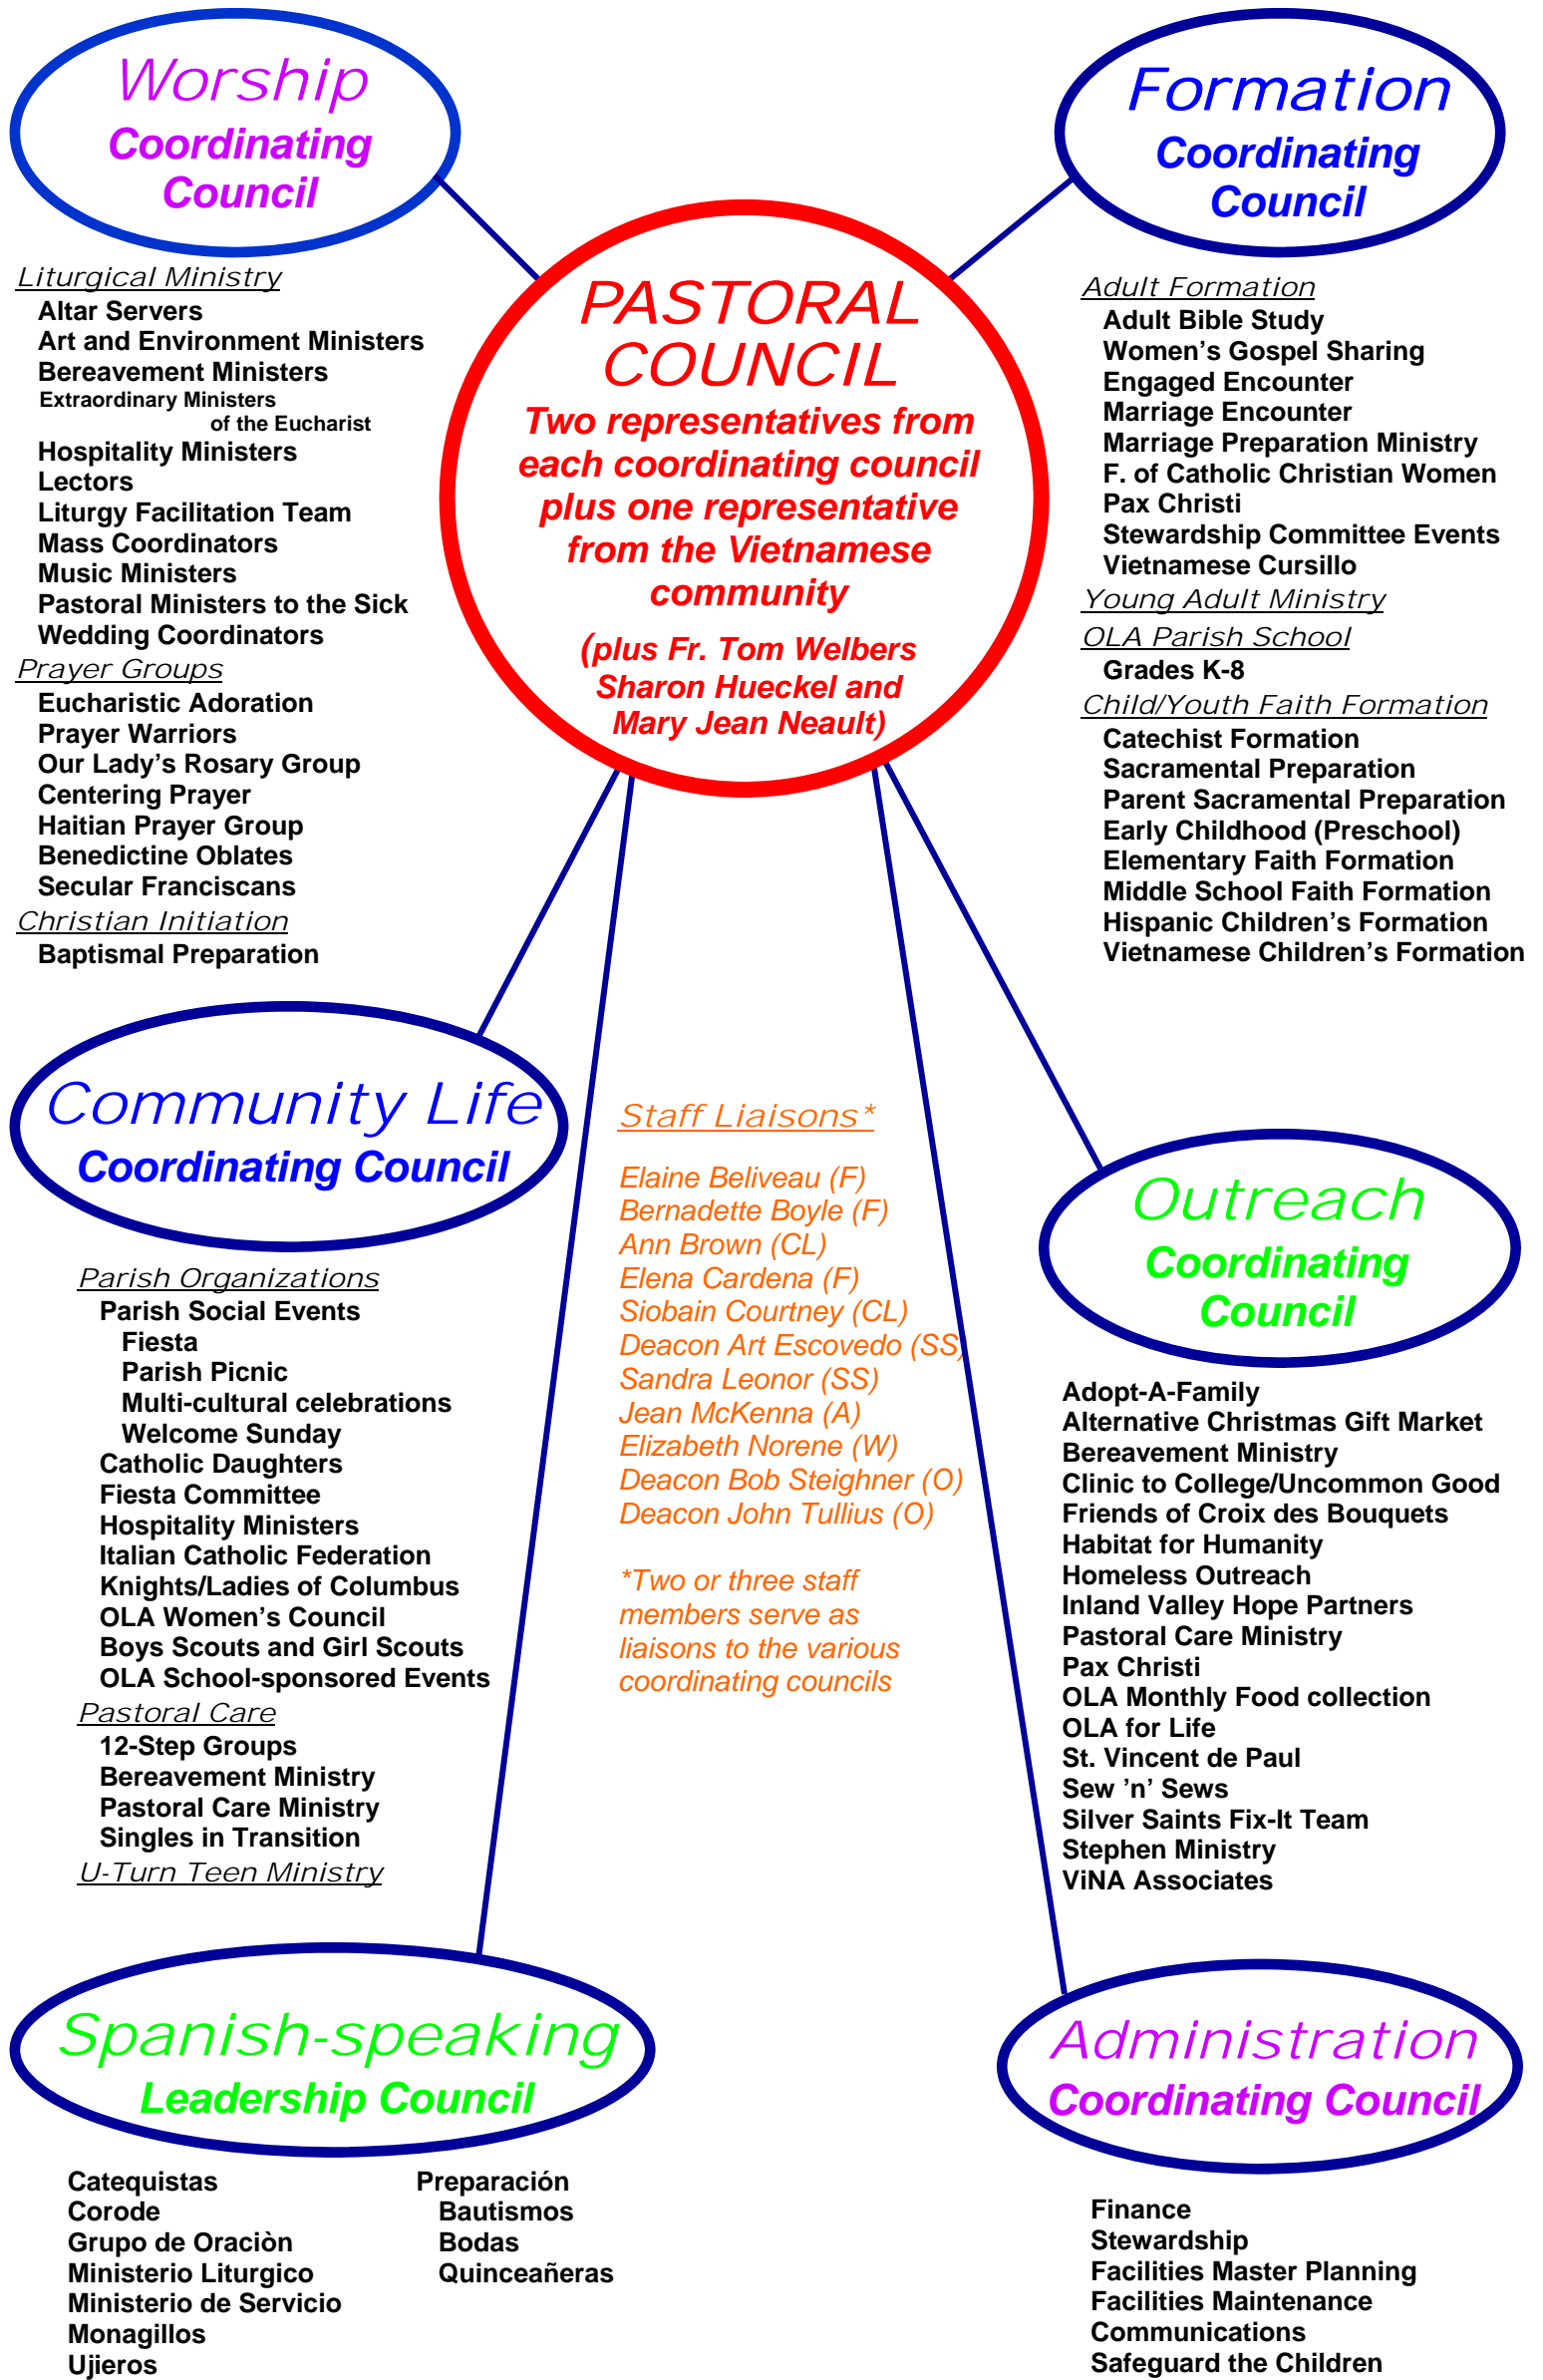 Worship
Coordinating
Council
Liturgical Ministry
Altar Servers
Art and Environment Ministers
Bereavement Ministers
Extraordinary Ministers
of the Eucharist
Hospitality Ministers
Lectors
Liturgy Facilitation Team
Mass Coordinators
Music Ministers
Pastoral Ministers to the Sick
Wedding Coordinators
Prayer Groups
Eucharistic Adoration
Prayer Warriors
Our Lady’s Rosary Group
Centering Prayer
Haitian Prayer Group
Benedictine Oblates
Secular Franciscans
Christian Initiation
Baptismal Preparation
PASTORAL
COUNCIL
Two representatives from
each coordinating council
plus one representative
from the Vietnamese
community
(plus Fr. Tom Welbers
Sharon Hueckel and
Mary Jean Neault)
Formation
Coordinating
Council
Adult Formation
Adult Bible Study
Women’s Gospel Sharing
Engaged Encounter
Marriage Encounter
Marriage Preparation Ministry
F. of Catholic Christian Women
Pax Christi
Stewardship Committee Events
Vietnamese Cursillo
Young Adult Ministry
OLA Parish School
Grades K-8
Child/Youth Faith Formation
Catechist Formation
Sacramental Preparation
Parent Sacramental Preparation
Early Childhood (Preschool)
Elementary Faith Formation
Middle School Faith Formation
Hispanic Children’s Formation
Vietnamese Children’s Formation
Community Life
Coordinating Council
Parish Organizations
Parish Social Events
Fiesta
Parish Picnic
Multi-cultural celebrations
Welcome Sunday
Catholic Daughters
Fiesta Committee
Hospitality Ministers
Italian Catholic Federation
Knights/Ladies of Columbus
OLA Women’s Council
Boys Scouts and Girl Scouts
OLA School-sponsored Events
Pastoral Care
12-Step Groups
Bereavement Ministry
Pastoral Care Ministry
Singles in Transition
U-Turn Teen Ministry
Staff Liaisons*
Elaine Beliveau (F)
Bernadette Boyle (F)
Ann Brown (CL)
Elena Cardena (F)
Siobain Courtney (CL)
Deacon Art Escovedo (SS)
Sandra Leonor (SS)
Jean McKenna (A)
Elizabeth Norene (W)
Deacon Bob Steighner (O)
Deacon John Tullius (O)
*Two or three staff
members serve as
liaisons to the various
coordinating councils
Outreach
Coordinating
Council
Adopt-A-Family
Alternative Christmas Gift Market
Bereavement Ministry
Clinic to College/Uncommon Good
Friends of Croix des Bouquets
Habitat for Humanity
Homeless Outreach
Inland Valley Hope Partners
Pastoral Care Ministry
Pax Christi
OLA Monthly Food collection
OLA for Life
St. Vincent de Paul
Sew ’n’ Sews
Silver Saints Fix-It Team
Stephen Ministry
ViNA Associates
Spanish-speaking
Leadership Council
Catequistas
Corode
Grupo de Oraciòn
Ministerio Liturgico
Ministerio de Servicio
Monagillos
Ujieros
Preparación
Bautismos
Bodas
Quinceañeras
Administration
Coordinating Council
Finance
Stewardship
Facilities Master Planning
Facilities Maintenance
Communications
Safeguard the Children